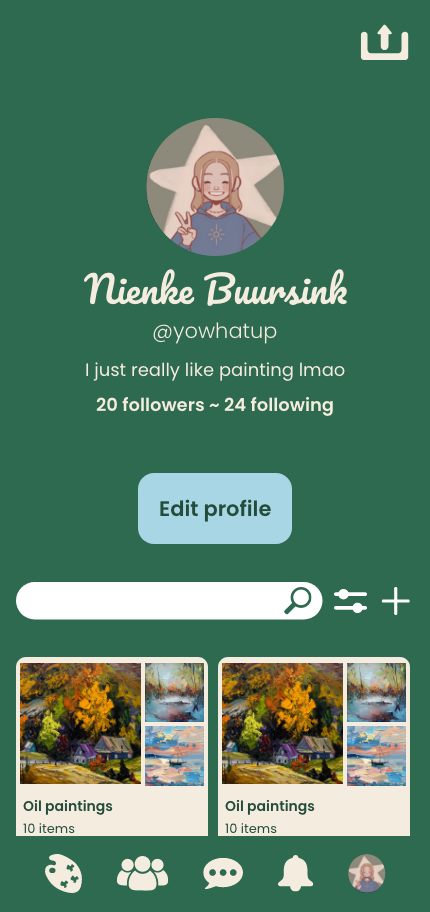 Nienke Buursink
@yowhatup
I just really like painting lmao
20 followers ~ 24 following
Edit profile
Oil paintings
10 items
Oil paintings
10 items